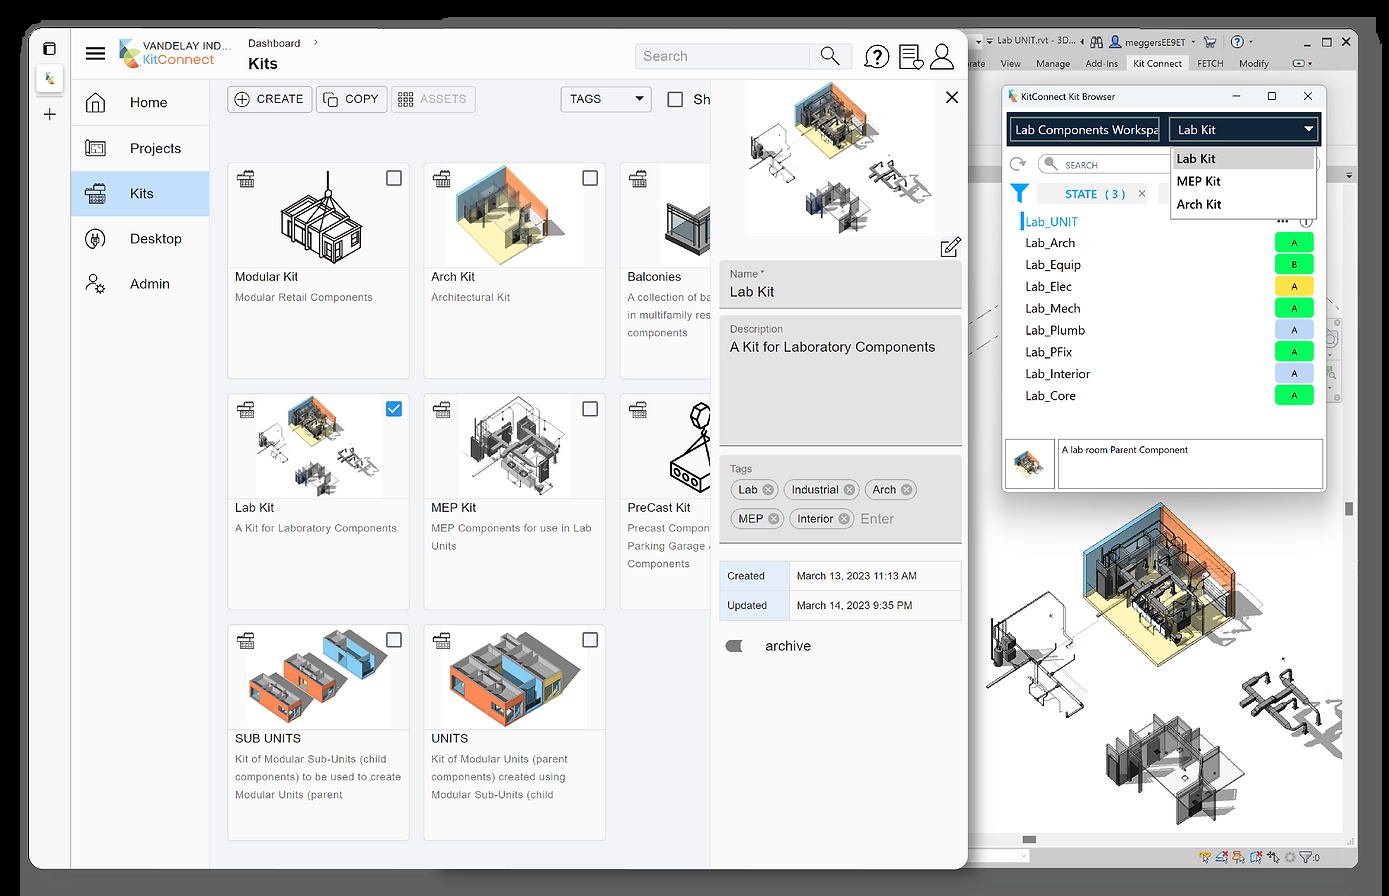 VANDELAY IND...
KitConnect
Dashboard >
Kits
Search
Home
Projects
Kits
Desktop
Admin
CREATE
COPY
ASSETS
TAGS
Sh
Modular Kit
Modular Retail Components
Arch Kit
Architectural Kit
Balconies
A collection of ba
in multifamily res
components
Lab Kit
A Kit for Laboratory Components
MEP Kit
MEP Components for use in Lab
Units
PreCast Kit
Precast Compon
Parking Garage
Components
SUB UNITS
Kit of Modular Sub-Units (child
components) to be used to create
Modular Units (parent
UNITS
Kit of Modular Units (parent
components) created using
Modular Sub-Units (child
Name *
Lab Kit
Description
A Kit for Laboratory Components
Tags
Lab Industrial Arch
MEP Interior Enter
Created March 13, 2023 11:13 AM
Updated March 14, 2023 9:35 PM
archive
Lab UNIT.rvt - 3D... meggersEE9ET
rate View Manage Add-Ins Kit Connect FETCH Modify
KitConnect Kit Browser
Lab Components Workspa
Lab Kit
Lab Kit
MEP Kit
Arch Kit
SEARCH
STATE ( 3 )
Lab_UNIT
Lab_Arch A
Lab_Equip B
Lab_Elec A
Lab_Mech A
Lab_Plumb A
Lab_PFix A
Lab_Interior A
Lab_Core A
A lab room Parent Component
:0